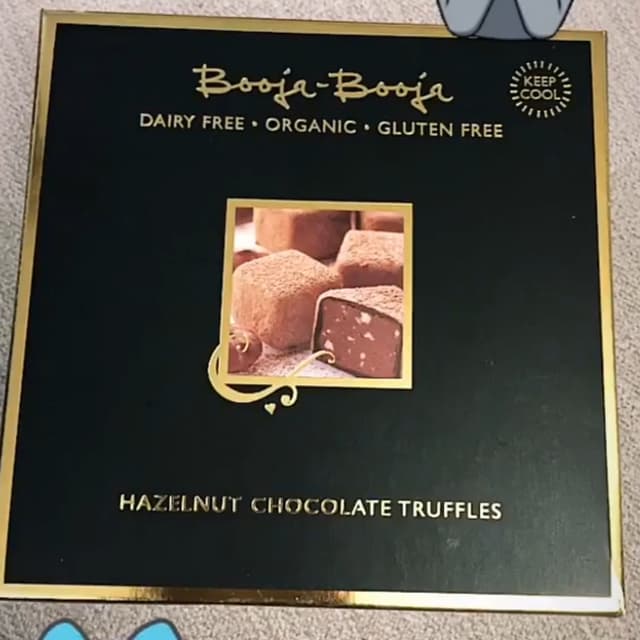 Booja-Booja
KEEP
COOL
DAIRY FREE • ORGANIC • GLUTEN FREE
HAZELNUT CHOCOLATE TRUFFLES